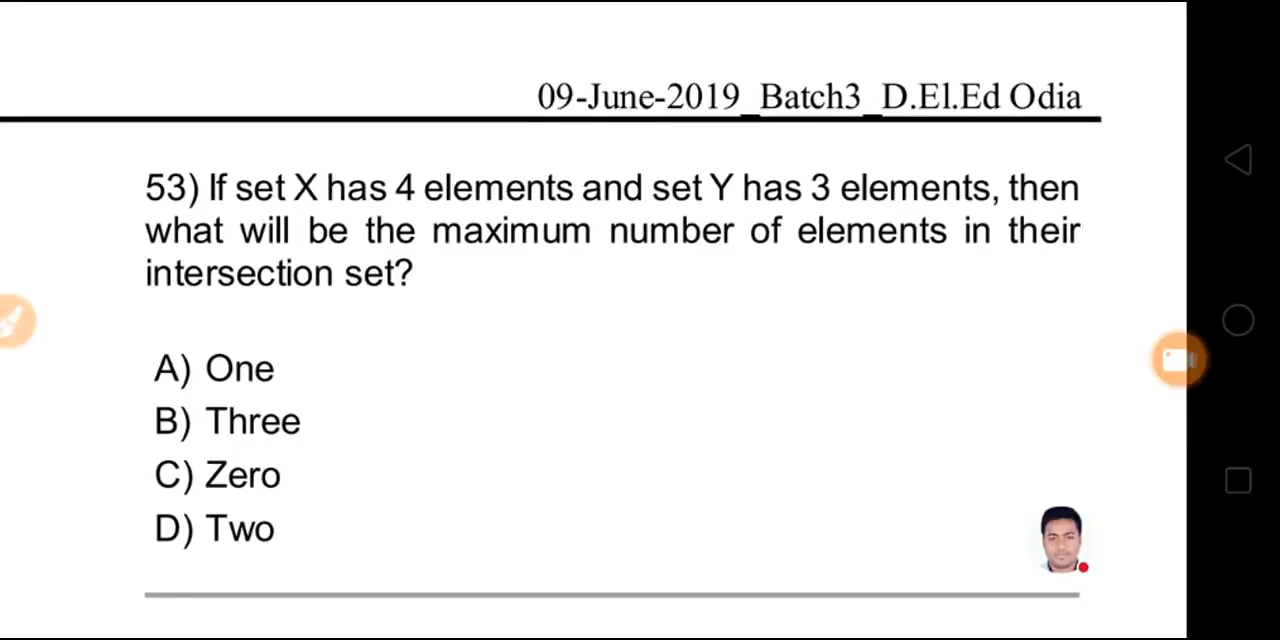 09-June-2019_Batch3_D.El.Ed Odia
53) If set X has 4 elements and set Y has 3 elements, then
what will be the maximum number of elements in their
intersection set?
A) One
B) Three
C) Zero
D) Two